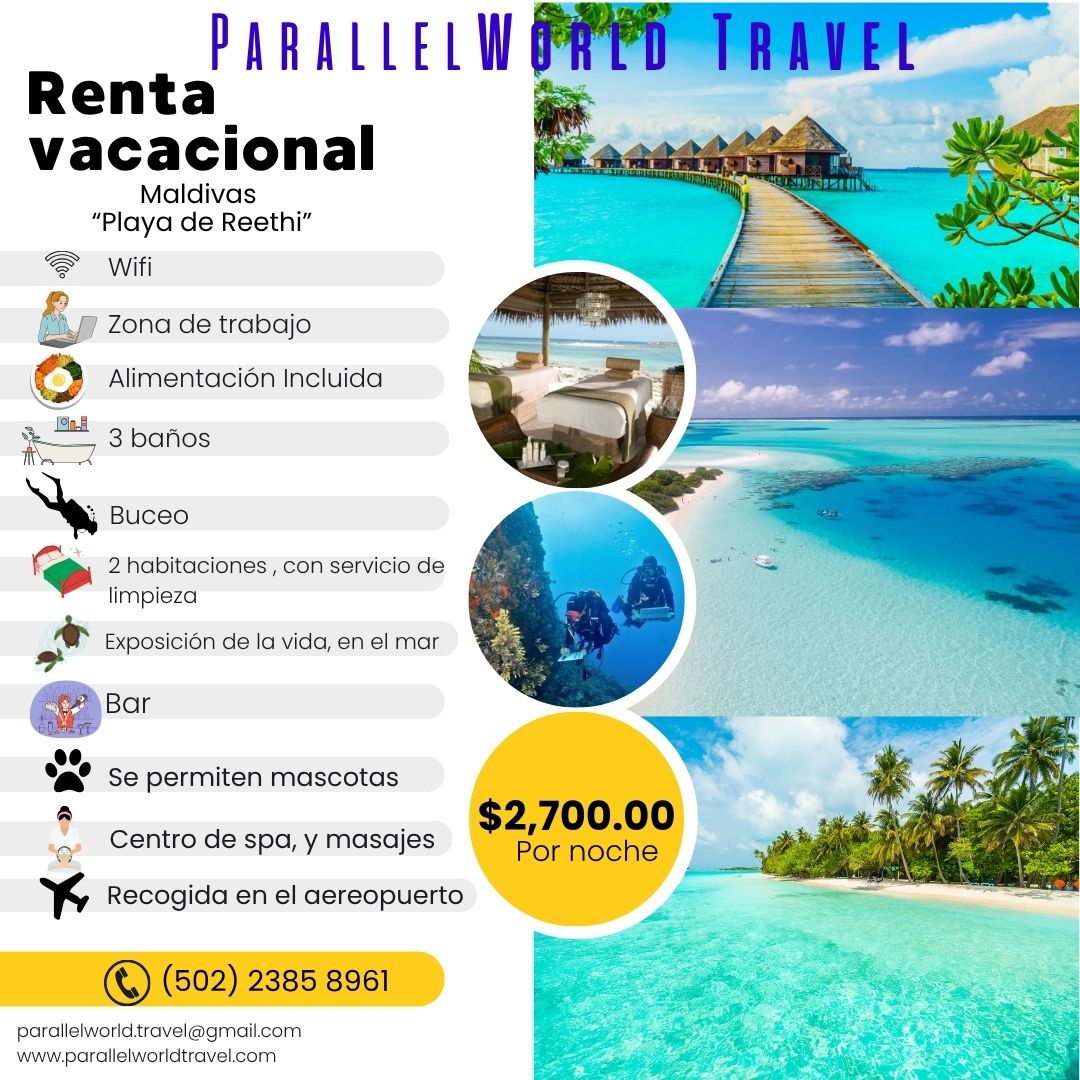 ParallelWorld Travel
Renta
vacacional
Maldivas
“Playa de Reethi”
Wifi
Zona de trabajo
Alimentación Incluida
3 baños
Buceo
2 habitaciones , con servicio de
limpieza
Exposición de la vida, en el mar
Bar
Se permiten mascotas
Centro de spa, y masajes
Recogida en el aereopuerto
$2,700.00
Por noche
(502) 2385 8961
parallelworld.travel@gmail.com
www.parallelworldtravel.com